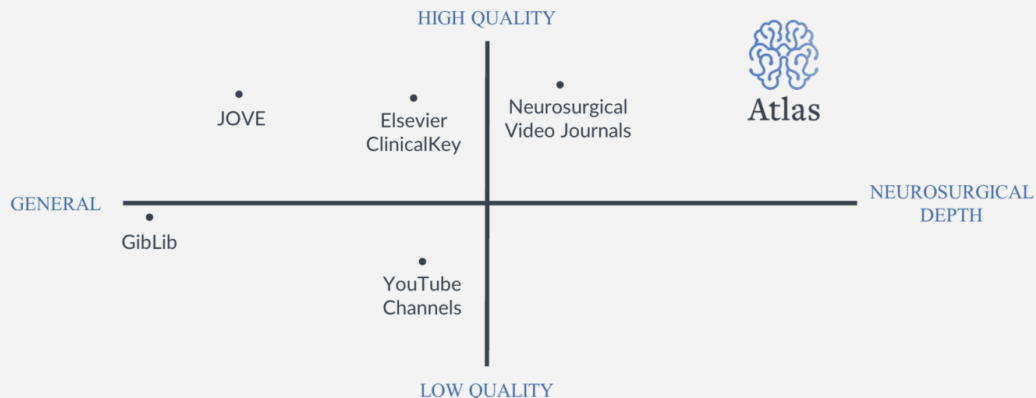 HIGH QUALITY
JOVE
Elsevier
ClinicalKey
Neurosurgical
Video Journals
Atlas
GENERAL
NEUROSURGICAL
DEPTH
GibLib
YouTube
Channels
LOW QUALITY